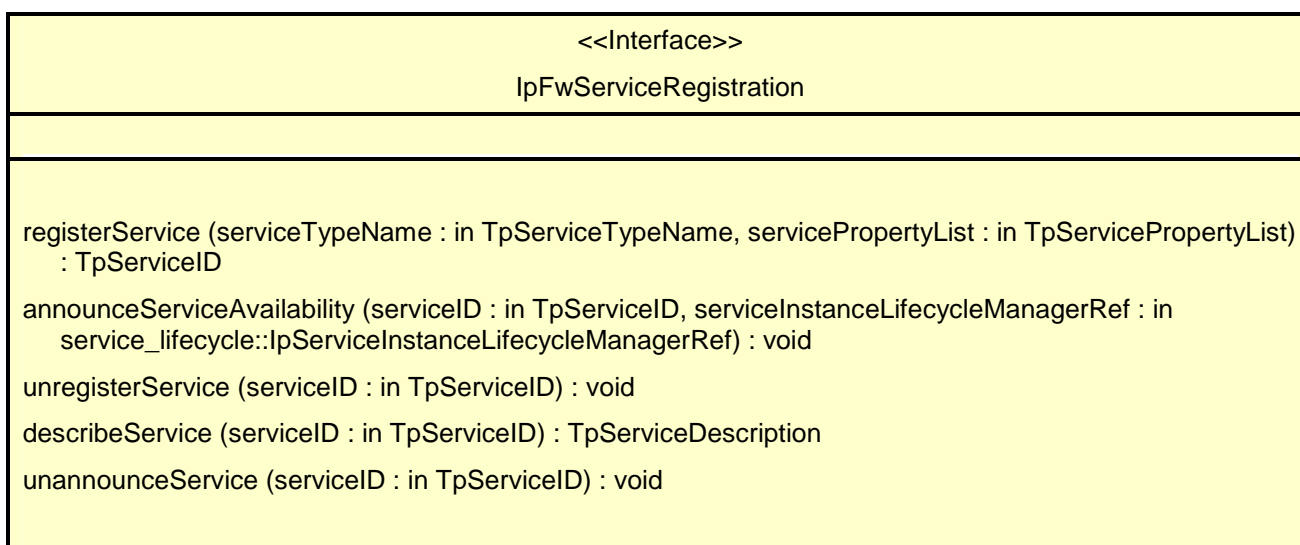 <<Interface>>
IpFwServiceRegistration
registerService (serviceTypeName : in TpServiceTypeName, servicePropertyList : in TpServicePropertyList)
: TpServiceID
announceServiceAvailability (serviceID : in TpServiceID, serviceInstanceLifecycleManagerRef : in
service_lifecycle::IpServiceInstanceLifecycleManagerRef) : void
unregisterService (serviceID : in TpServiceID) : void
describeService (serviceID : in TpServiceID) : TpServiceDescription
unannounceService (serviceID : in TpServiceID) : void